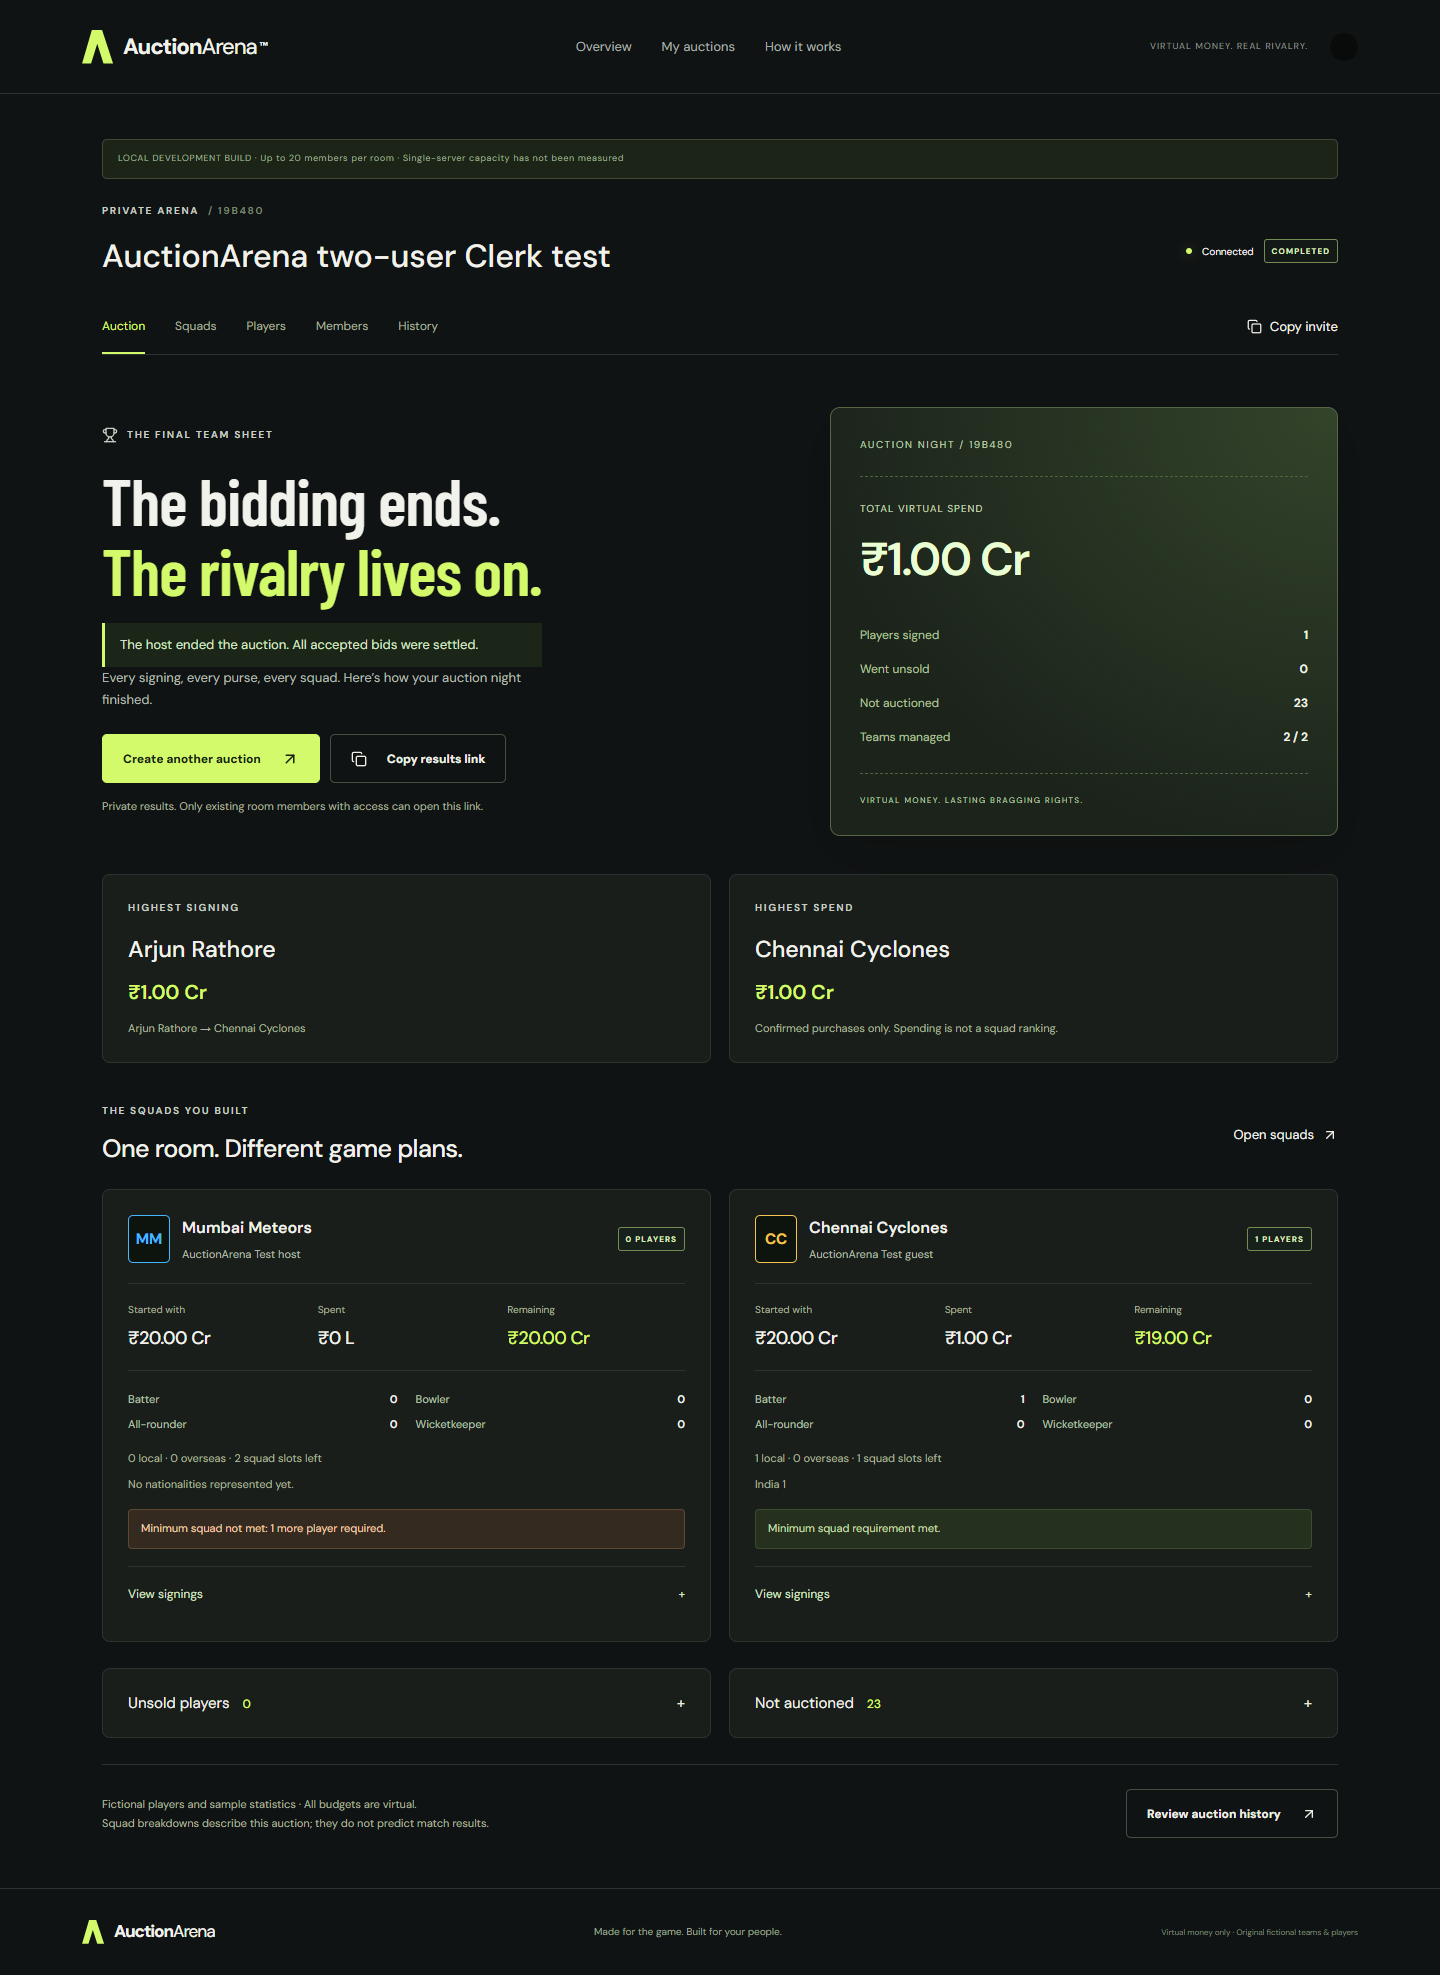 AuctionArena™
Overview
My auctions
How it works
VIRTUAL MONEY. REAL RIVALRY.
LOCAL DEVELOPMENT BUILD · Up to 20 members per room · Single-server capacity has not been measured
PRIVATE ARENA / 19B480
AuctionArena two-user Clerk test
Connected
COMPLETED
Auction
Squads
Players
Members
History
Copy invite
THE FINAL TEAM SHEET
The bidding ends.
The rivalry lives on.
The host ended the auction. All accepted bids were settled.
Every signing, every purse, every squad. Here's how your auction night
finished.
Create another auction
Copy results link
Private results. Only existing room members with access can open this link.
AUCTION NIGHT / 19B480
TOTAL VIRTUAL SPEND
₹1.00 Cr
Players signed 1
Went unsold 0
Not auctioned 23
Teams managed 2 / 2
VIRTUAL MONEY. LASTING BRAGGING RIGHTS.
HIGHEST SIGNING
Arjun Rathore
₹1.00 Cr
Arjun Rathore → Chennai Cyclones
HIGHEST SPEND
Chennai Cyclones
₹1.00 Cr
Confirmed purchases only. Spending is not a squad ranking.
THE SQUADS YOU BUILT
One room. Different game plans.
Open squads
MM
Mumbai Meteors
AuctionArena Test host
0 PLAYERS
Started with
₹20.00 Cr
Spent
₹0 L
Remaining
₹20.00 Cr
Batter 0
Bowler 0
All-rounder 0
Wicketkeeper 0
0 local · 0 overseas · 2 squad slots left
No nationalities represented yet.
Minimum squad not met: 1 more player required.
View signings +
CC
Chennai Cyclones
AuctionArena Test guest
1 PLAYERS
Started with
₹20.00 Cr
Spent
₹1.00 Cr
Remaining
₹19.00 Cr
Batter 1
Bowler 0
All-rounder 0
Wicketkeeper 0
1 local · 0 overseas · 1 squad slots left
India 1
Minimum squad requirement met.
View signings +
Unsold players 0 +
Not auctioned 23 +
Fictional players and sample statistics · All budgets are virtual.
Squad breakdowns describe this auction; they do not predict match results.
Review auction history
AuctionArena
Made for the game. Built for your people.
Virtual money only · Original fictional teams & players